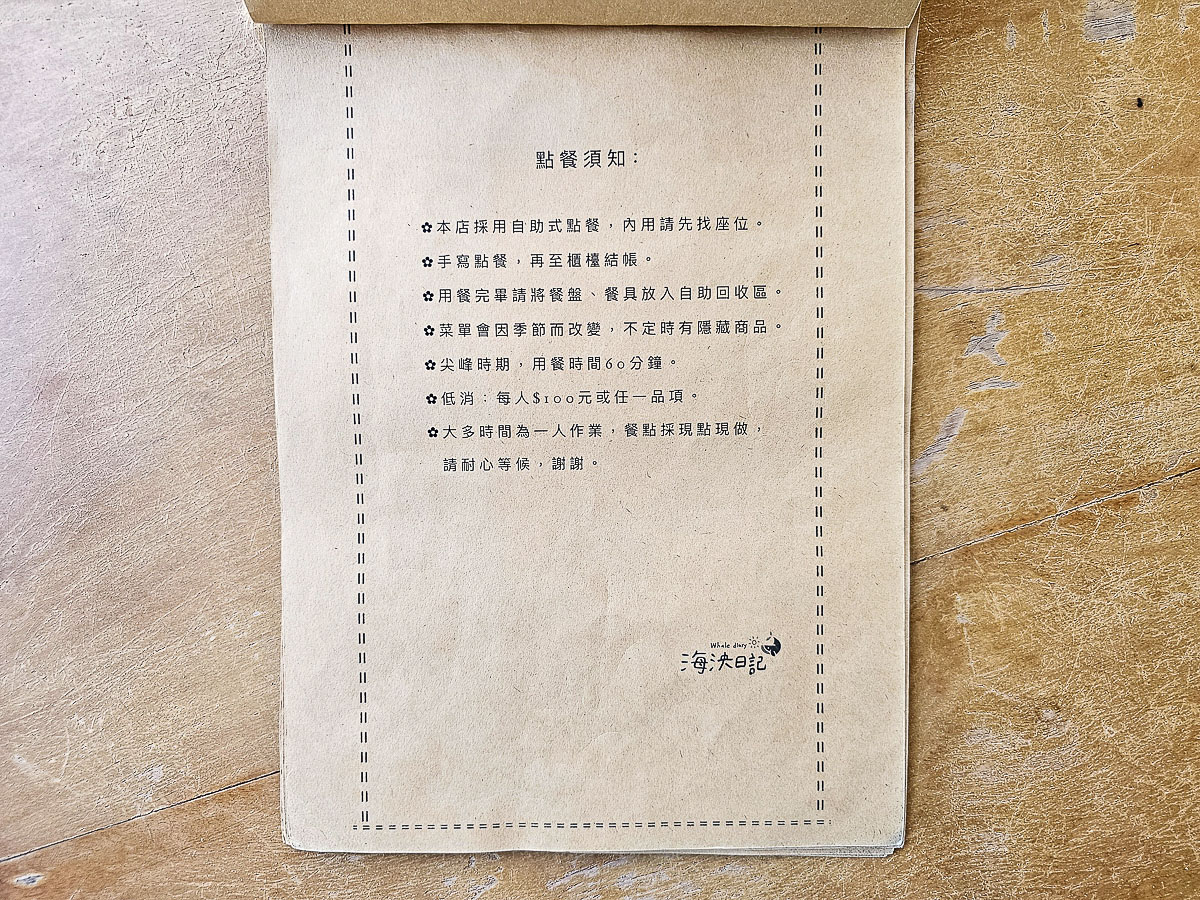 點餐須知：
✿本店採用自助式點餐，內用請先找座位。
✿手寫點餐，再至櫃檯結帳。
✿用餐完畢請將餐盤、餐具放入自助回收區。
✿菜單會因季節而改變，不定時有隱藏商品。
✿尖峰時期，用餐時間60分鐘。
✿低消：每人$100元或任一品項。
✿大多時間為一人作業，餐點採現點現做，
請耐心等候，謝謝。
Whale diary
海泱日記